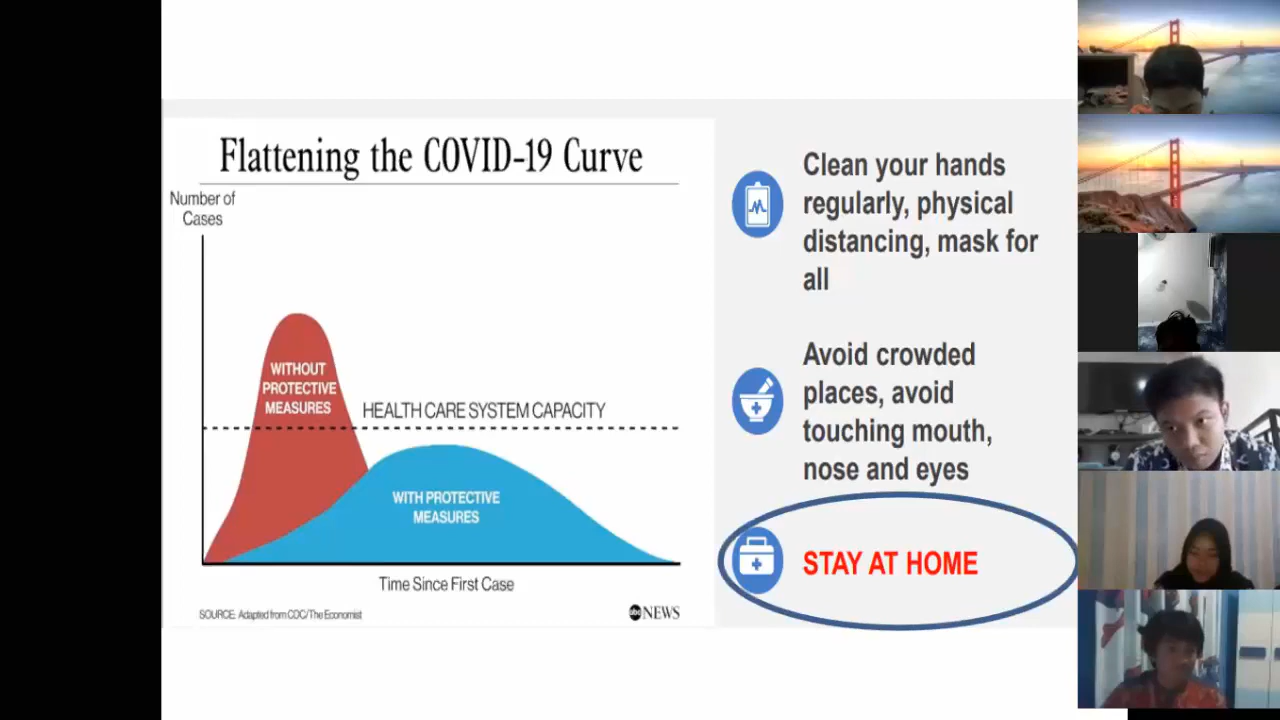 Flattening the COVID-19 Curve
Number of
Cases
WITHOUT
PROTECTIVE
MEASURES
HEALTH CARE SYSTEM CAPACITY
WITH PROTECTIVE
MEASURES
Time Since First Case
SOURCE: Adapted from CDC/The Economist
abc NEWS
Clean your hands
regularly, physical
distancing, mask for
all
Avoid crowded
places, avoid
touching mouth,
nose and eyes
STAY AT HOME